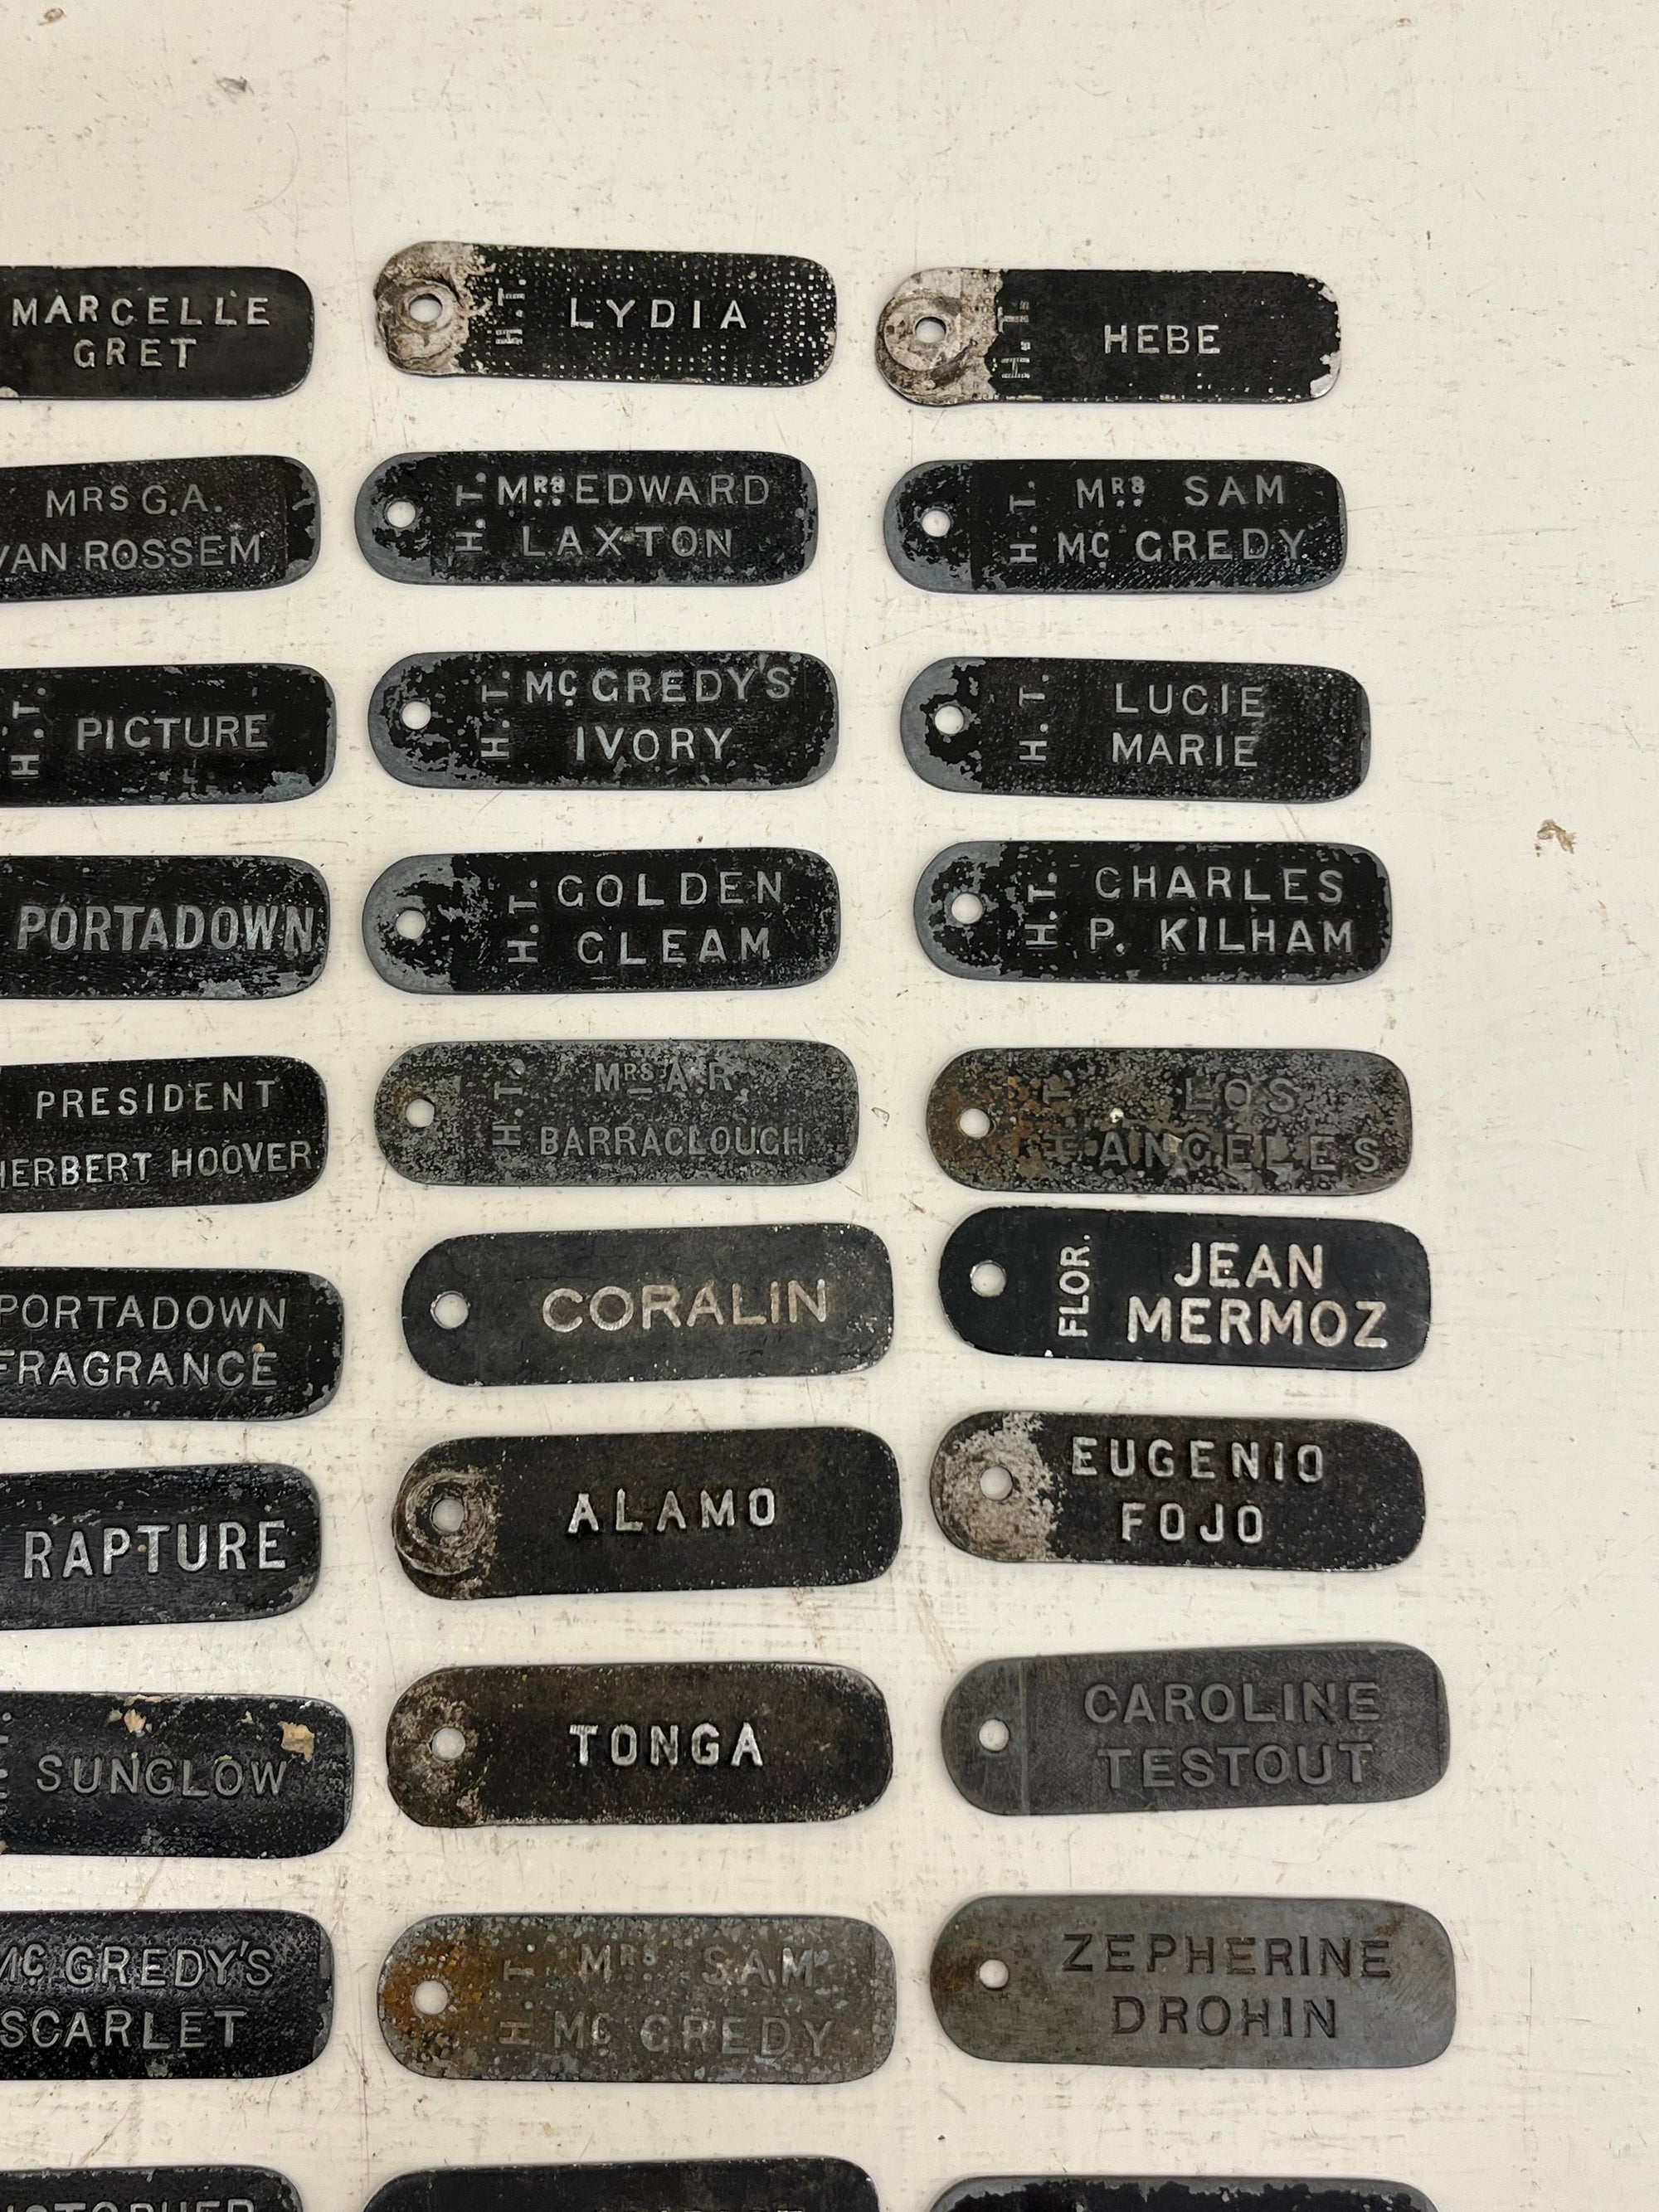 MARCELLE
GRET
H.T. LYDIA
H.T. HEBE
MRS G.A.
VAN ROSSEM
H.T. MRS EDWARD
LAXTON
H.T. MRS SAM
MC GREDY
H.T. PICTURE
H.T. MC GREDY'S
IVORY
H.T. LUCIE
MARIE
PORTADOWN
H.T. GOLDEN
GLEAM
H.T. CHARLES
P. KILHAM
PRESIDENT
HERBERT HOOVER
H.T. MRS A.R.
BARRACLOUGH
H.T. LOS
ANGELES
PORTADOWN
FRAGRANCE
CORALIN
FLOR. JEAN
MERMOZ
RAPTURE
ALAMO
EUGENIO
FOJO
SUNGLOW
TONGA
CAROLINE
TESTOUT
MC GREDY'S
SCARLET
H.T. MRS SAM
MC GREDY
ZEPHERINE
DROHIN